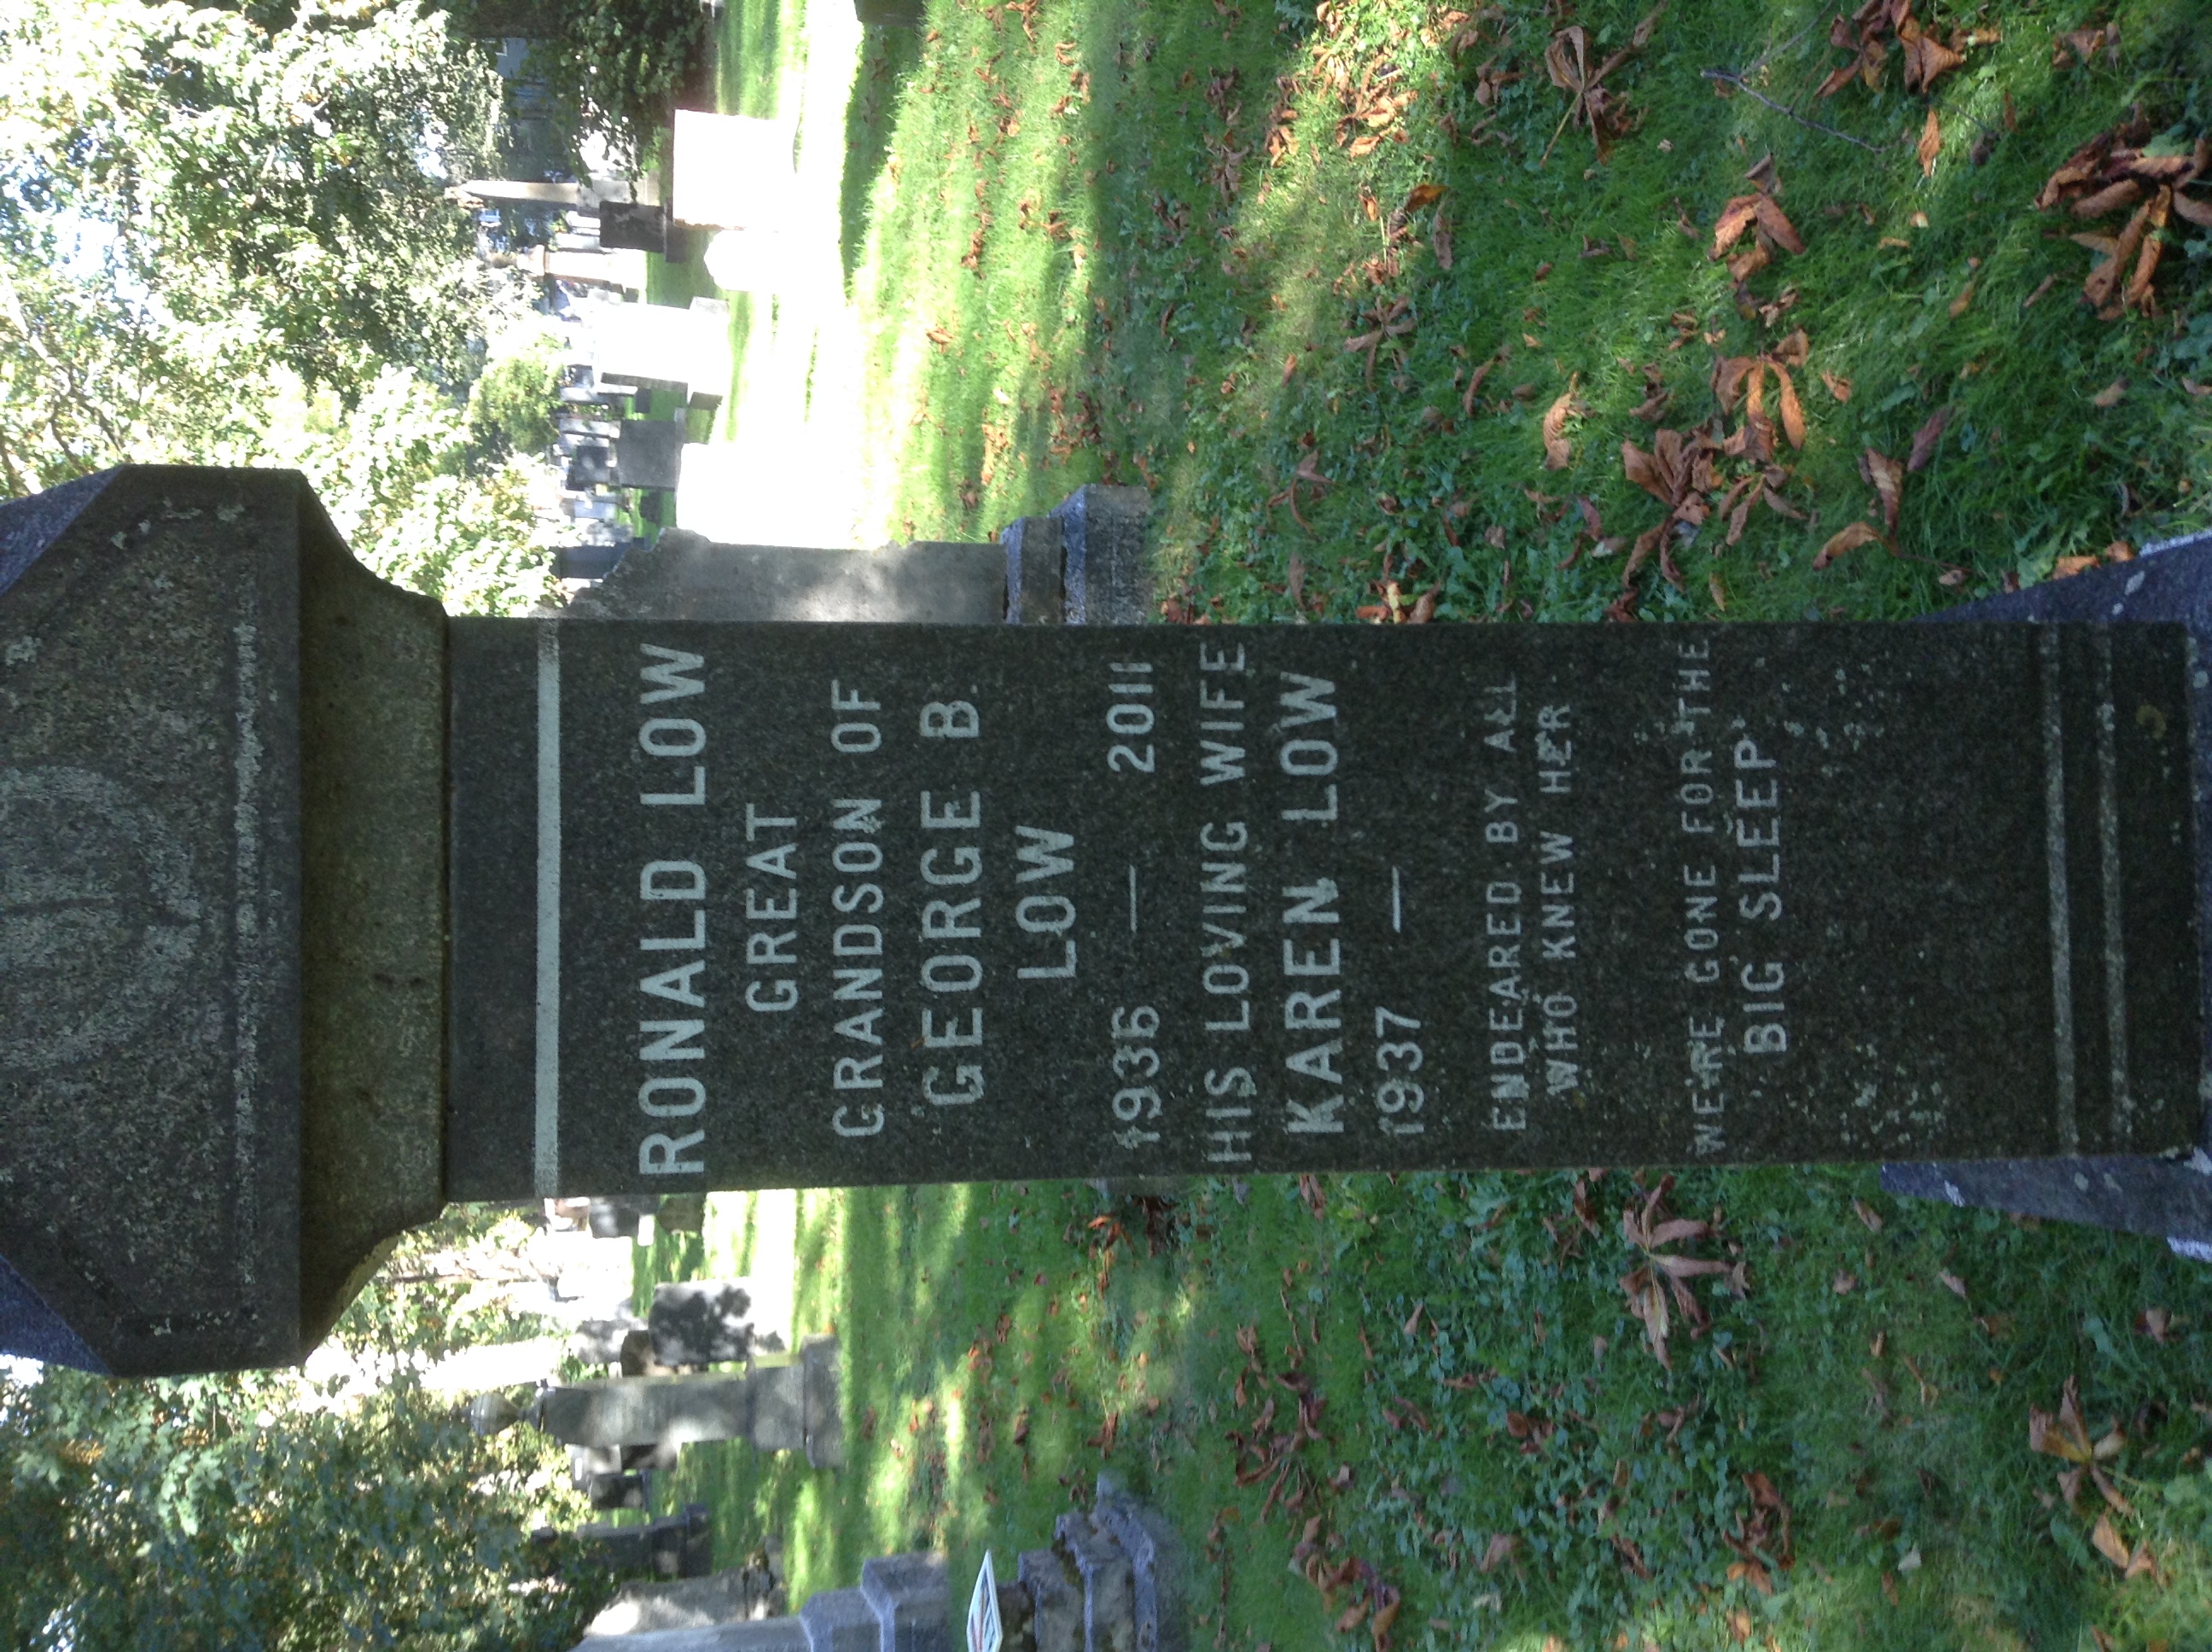 RONALD LOW
GREAT
GRANDSON OF
GEORGE B.
LOW
1936 — 2011
HIS LOVING WIFE
KAREN LOW
1937 —
ENDEARED BY ALL
WHO KNEW HER
WE'RE GONE FOR THE
BIG SLEEP